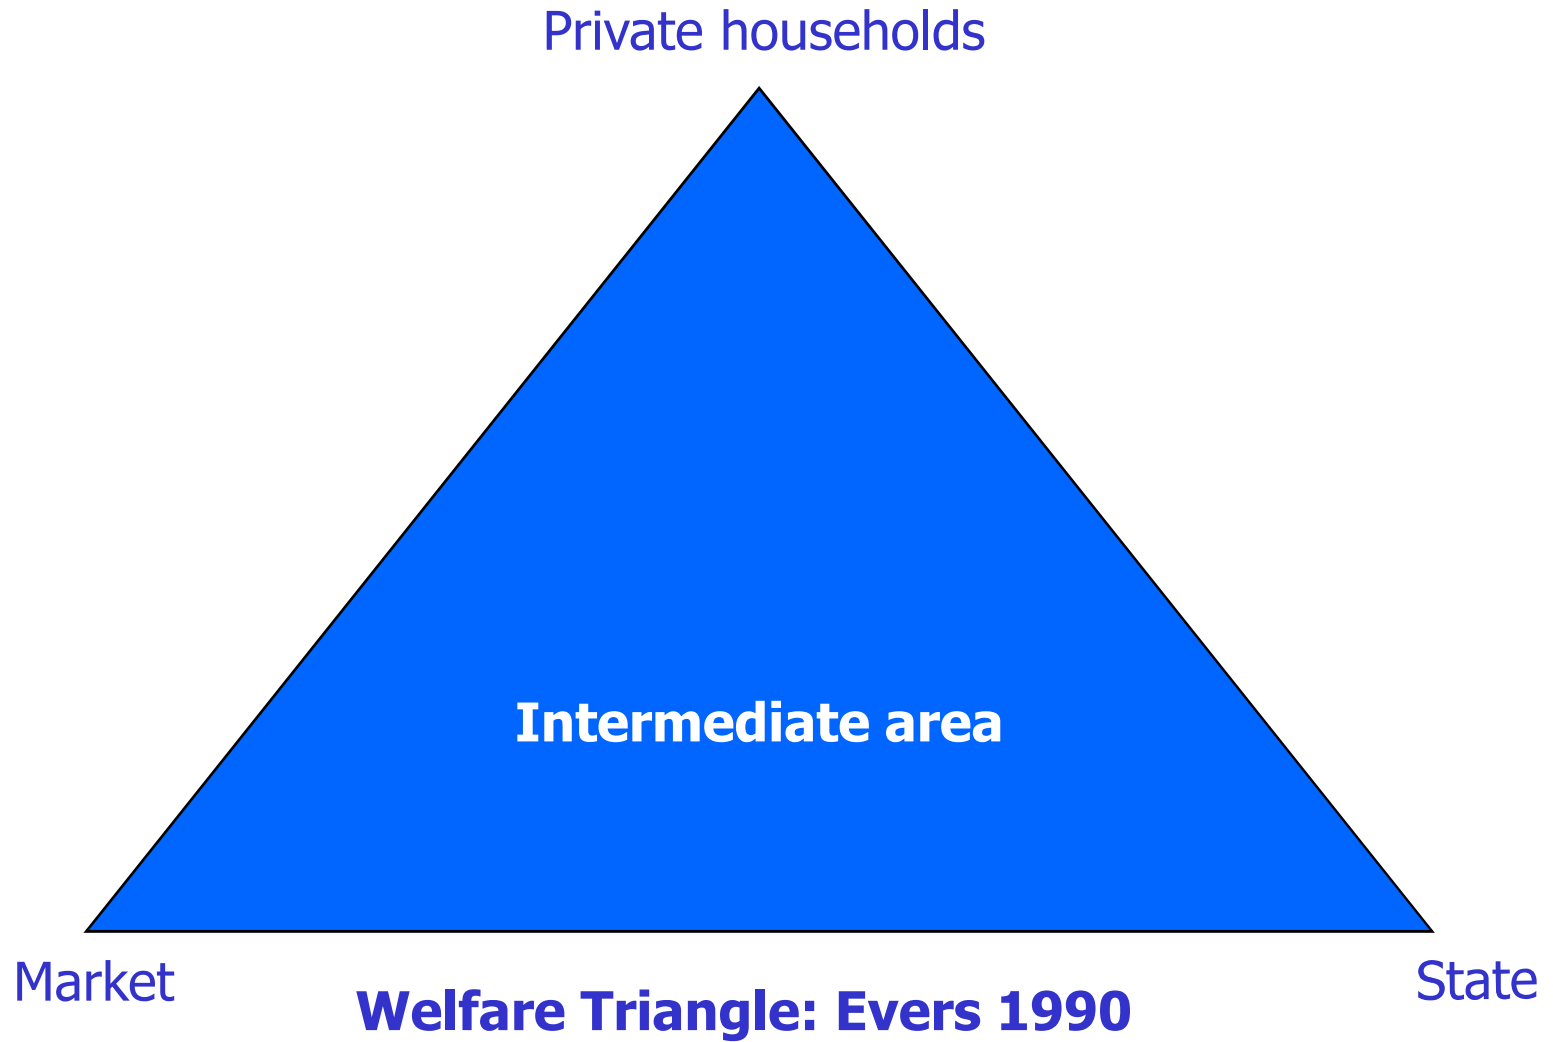 Private households
Intermediate area
Market
State
Welfare Triangle: Evers 1990